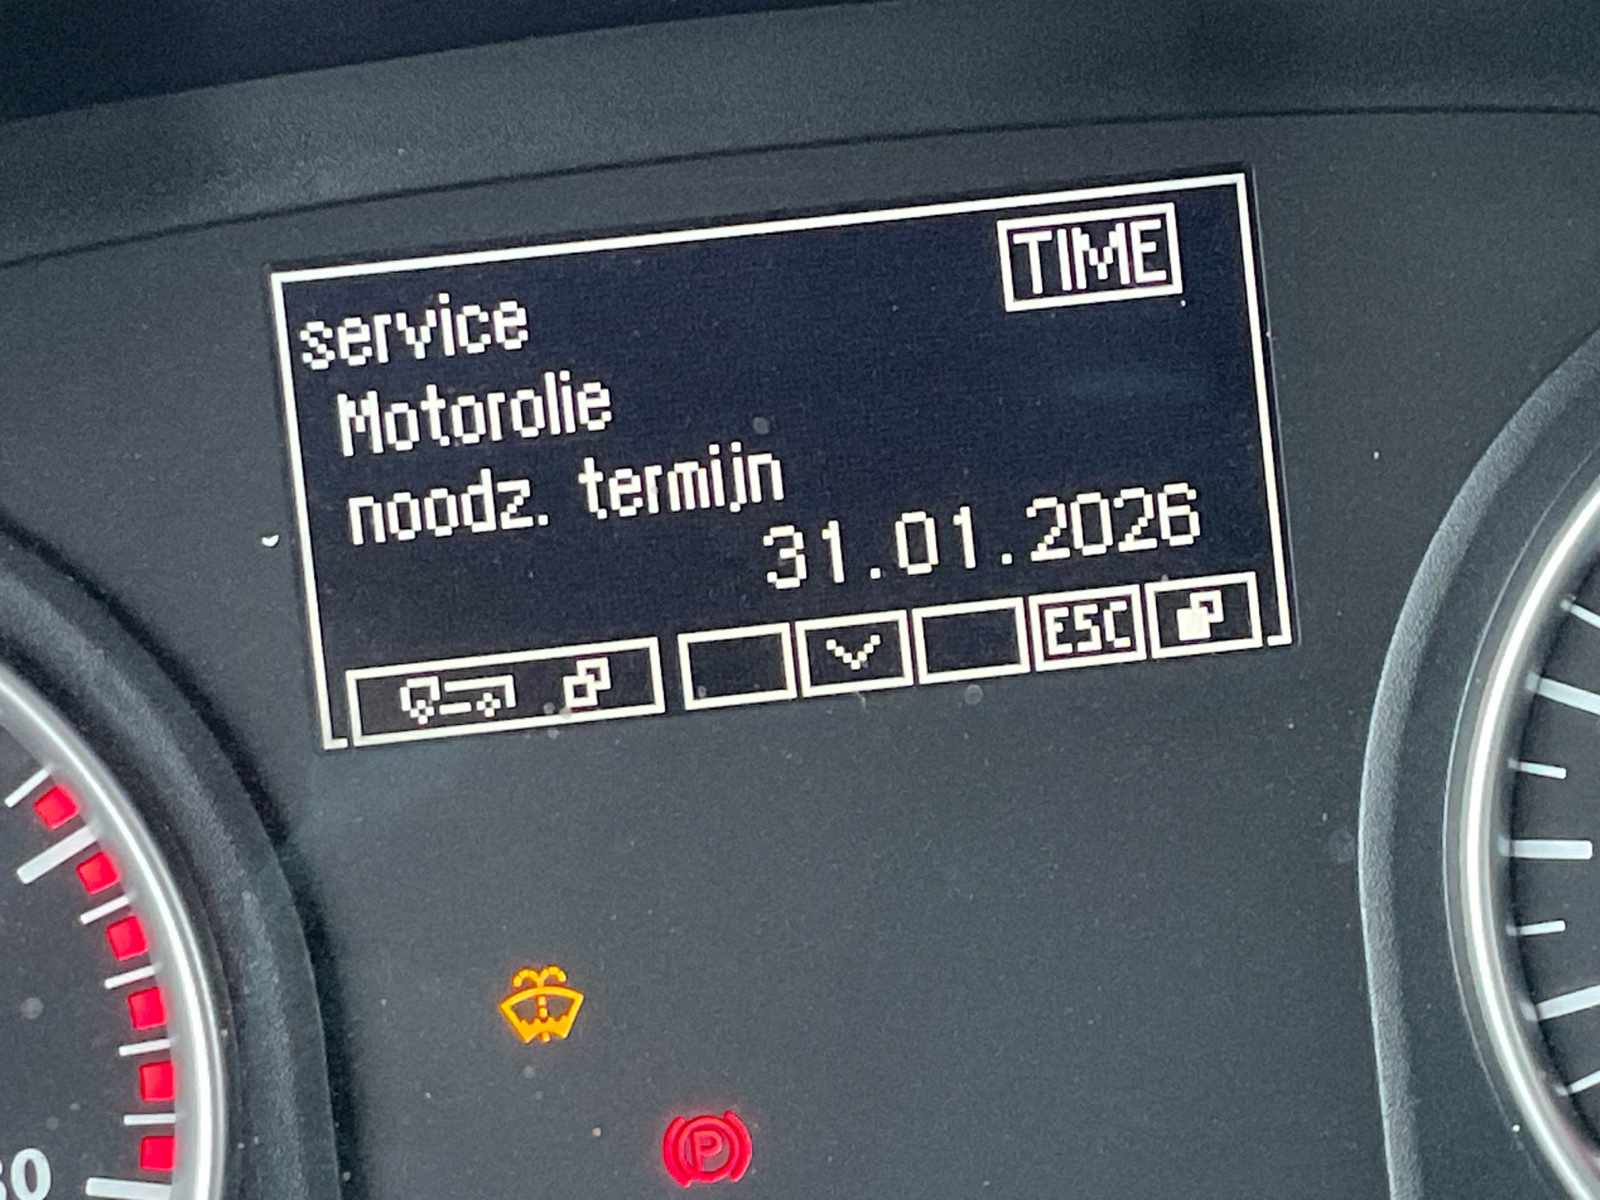 TIME
service
Motorolie
noodz. termijn
31.01.2026
ESC
P